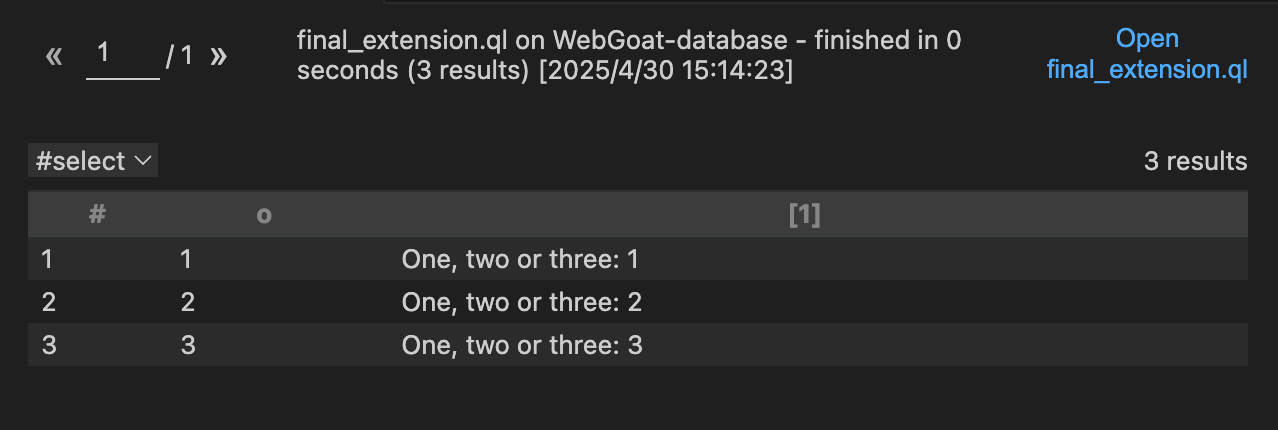 « 1 / 1 »
final_extension.ql on WebGoat-database - finished in 0
seconds (3 results) [2025/4/30 15:14:23]
Open
final_extension.ql
#select
3 results
# o [1]
1 1 One, two or three: 1
2 2 One, two or three: 2
3 3 One, two or three: 3